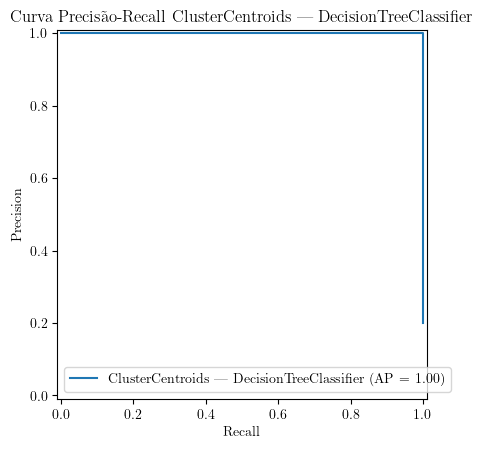 Curva Precisão-Recall ClusterCentroids — DecisionTreeClassifier
1.0
0.8
0.6
0.4
0.2
0.0
Precision
ClusterCentroids — DecisionTreeClassifier (AP = 1.00)
0.0 0.2 0.4 0.6 0.8 1.0
Recall